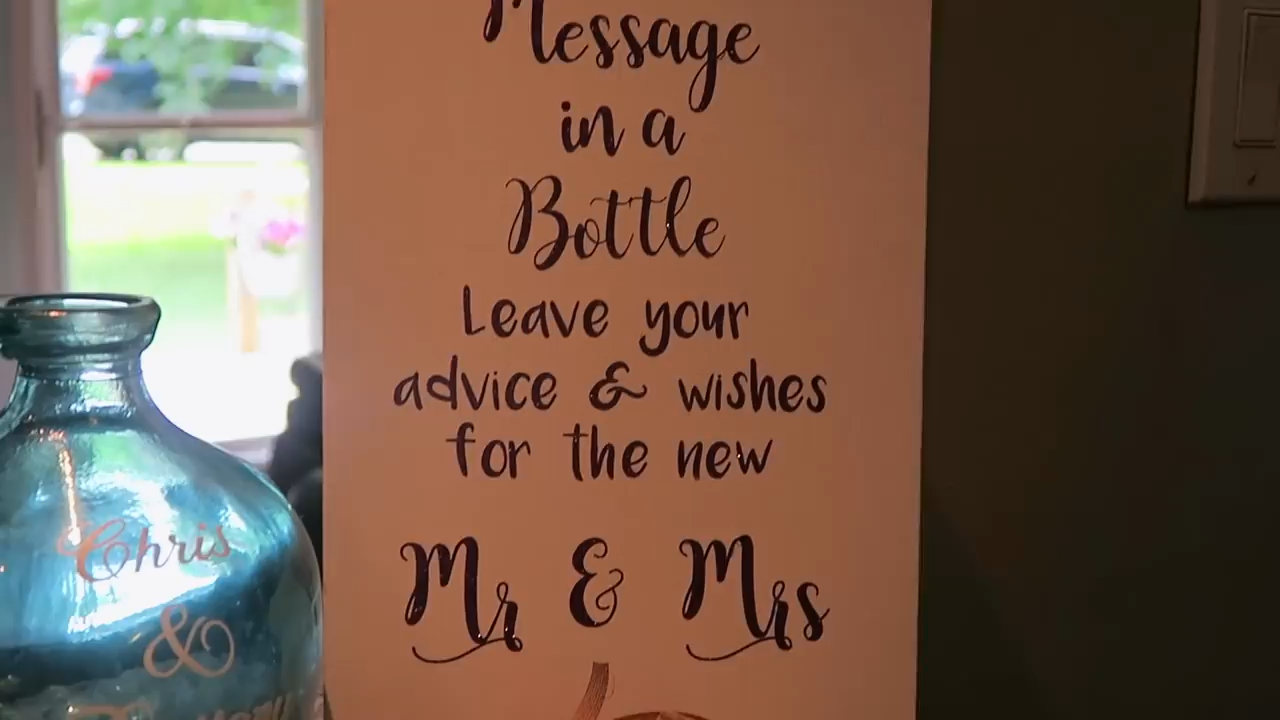 Message
in a
Bottle
Leave your
advice & wishes
for the new
Mr & Mrs
Chris
&